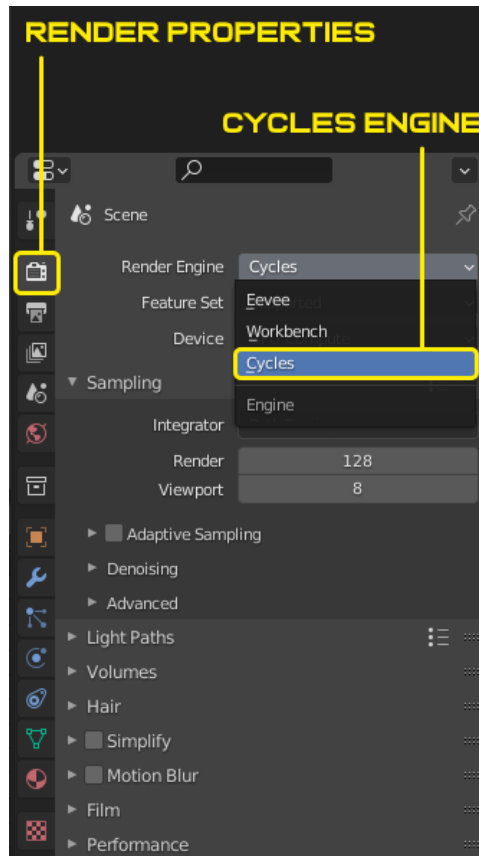 RENDER PROPERTIES
CYCLES ENGINE
Scene
Render Engine Cycles
Feature Set Eevee
Device Workbench
Cycles
Sampling
Engine
Integrator
Render 128
Viewport 8
Adaptive Sampling
Denoising
Advanced
Light Paths
Volumes
Hair
Simplify
Motion Blur
Film
Performance